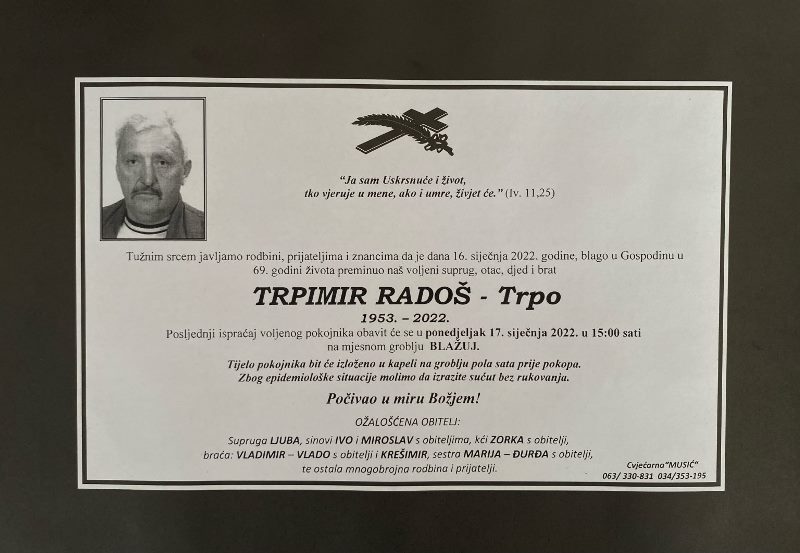 “Ja sam Uskrsnuće i život,
tko vjeruje u mene, ako i umre, živjet će.” (Iv. 11,25)
Tužnim srcem javljamo rodbini, prijateljima i znancima da je dana 16. siječnja 2022. godine, blago u Gospodinu u
69. godini života preminuo naš voljeni suprug, otac, djed i brat
TRPIMIR RADOŠ - Trpo
1953. – 2022.
Posljednji ispraćaj voljenog pokojnika obavit će se u ponedjeljak 17. siječnja 2022. u 15:00 sati
na mjesnom groblju BLAŽUJ.
Tijelo pokojnika bit će izloženo u kapeli na groblju pola sata prije pokopa.
Zbog epidemiološke situacije molimo da izrazite sućut bez rukovanja.
Počivao u miru Božjem!
OŽALOŠĆENA OBITELJ:
Supruga LJUBA, sinovi IVO i MIROSLAV s obiteljima, kći ZORKA s obitelji,
braća: VLADIMIR – VLADO s obitelji i KREŠIMIR, sestra MARIJA – ĐURĐA s obitelji,
te ostala mnogobrojna rodbina i prijatelji.
Cvjećarna“MUSIĆ“
063/ 330-831 034/353-195